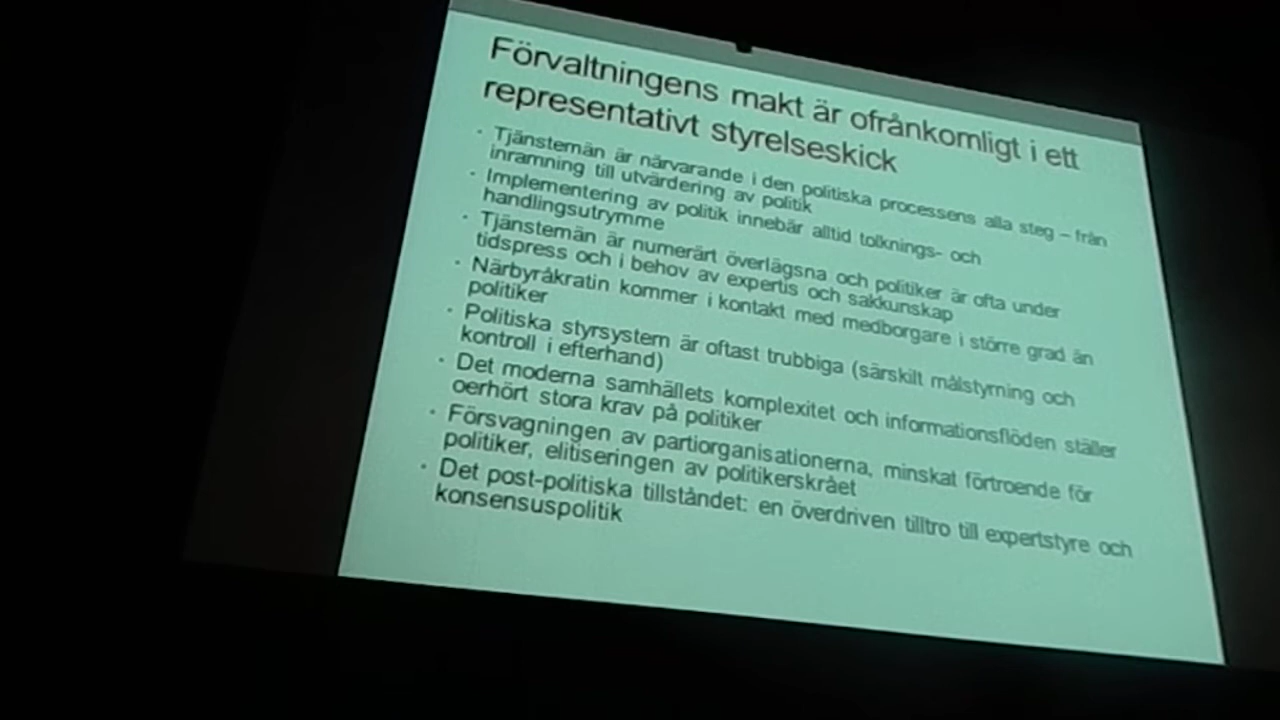 Förvaltningens makt är ofrånkomligt i ett
representativt styrelseskick
· Tjänstemän är närvarande i den politiska processens alla steg – från
inramning till utvärdering av politik
· Implementering av politik innebär alltid tolknings- och
handlingsutrymme
· Tjänstemän är numerärt överlägsna och politiker är ofta under
tidspress och i behov av expertis och sakkunskap
· Närbyråkratin kommer i kontakt med medborgare i större grad än
politiker
· Politiska styrsystem är oftast trubbiga (särskilt målstyrning och
kontroll i efterhand)
· Det moderna samhällets komplexitet och informationsflöden ställer
oerhört stora krav på politiker
· Försvagningen av partiorganisationerna, minskat förtroende för
politiker, elitiseringen av politikerskrået
· Det post-politiska tillståndet: en överdriven tilltro till expertstyre och
konsensuspolitik